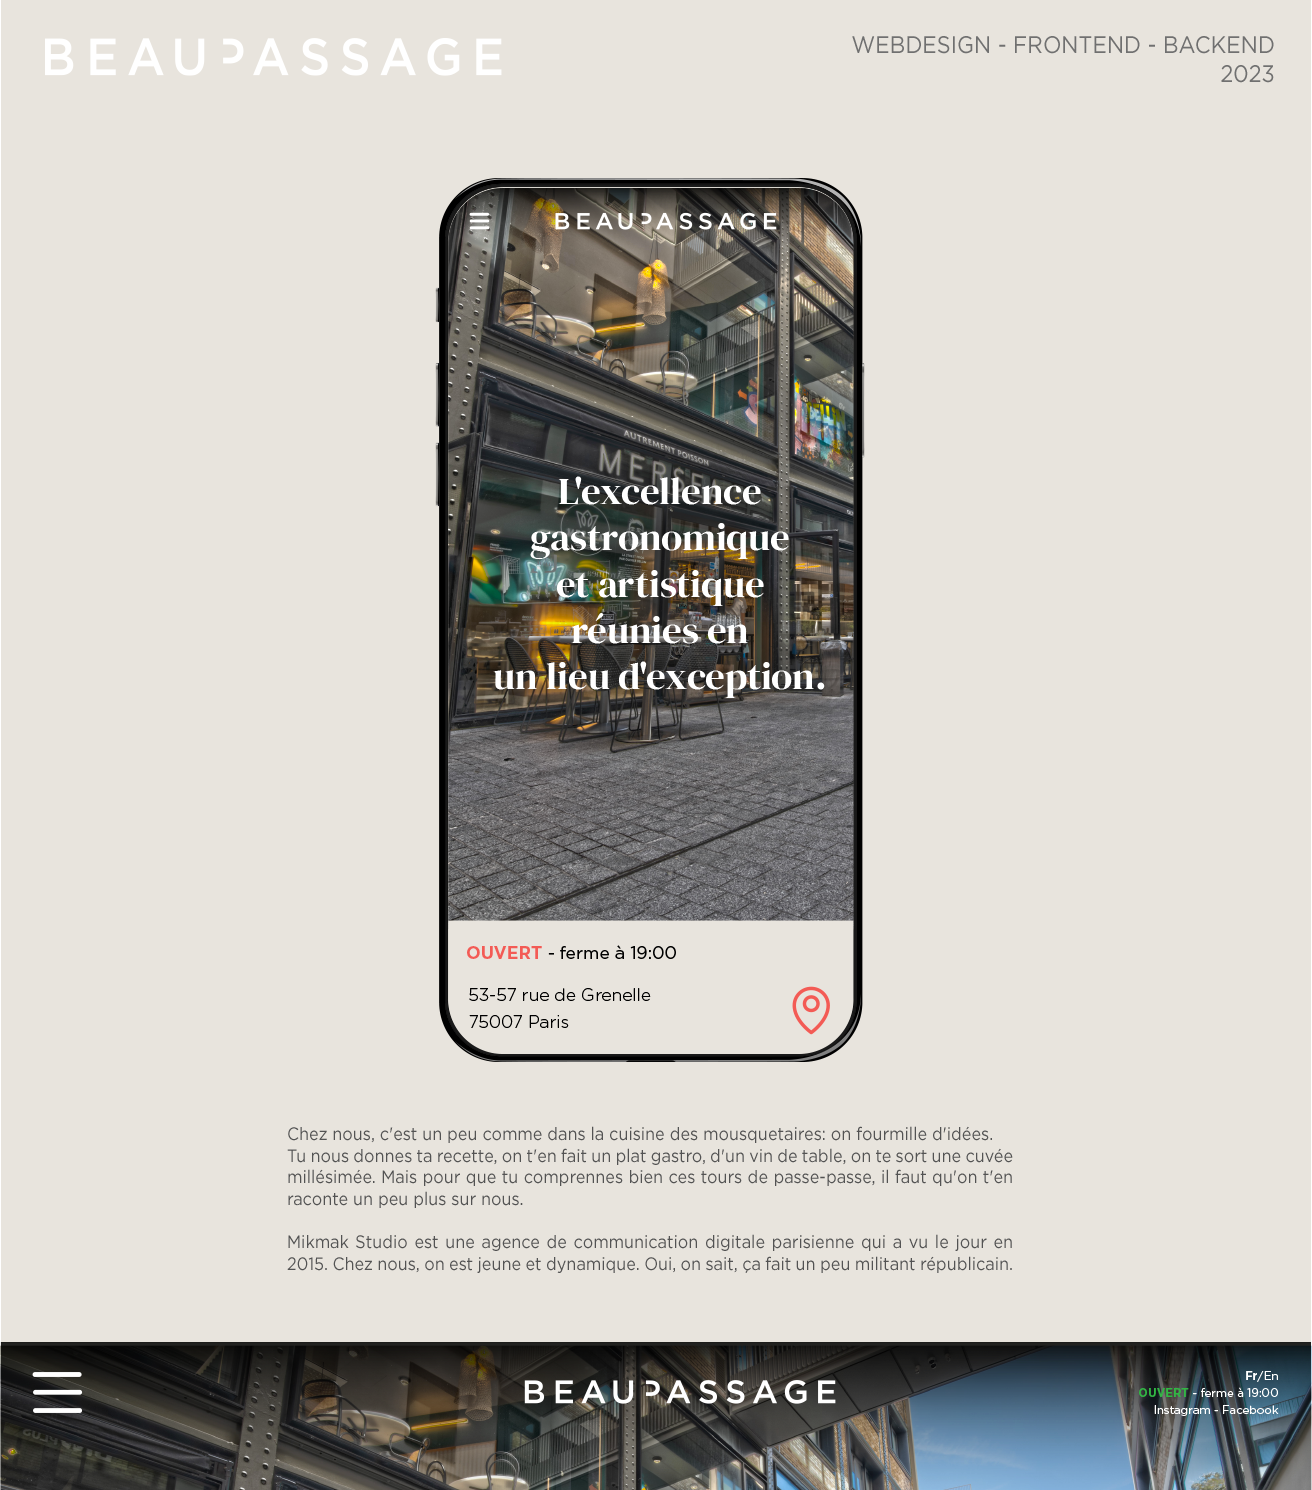 BEAUPASSAGE
WEBDESIGN - FRONTEND - BACKEND
2023
BEAUPASSAGE
AUTREMENT POISSON
L'excellence
gastronomique
et artistique
réunies en
un lieu d'exception.
OUVERT - ferme à 19:00
53-57 rue de Grenelle
75007 Paris
Chez nous, c'est un peu comme dans la cuisine des mousquetaires: on fourmille d'idées.
Tu nous donnes ta recette, on t'en fait un plat gastro, d'un vin de table, on te sort une cuvée
millésimée. Mais pour que tu comprennes bien ces tours de passe-passe, il faut qu'on t'en
raconte un peu plus sur nous.
Mikmak Studio est une agence de communication digitale parisienne qui a vu le jour en
2015. Chez nous, on est jeune et dynamique. Oui, on sait, ça fait un peu militant républicain.
BEAUPASSAGE
Fr/En
OUVERT - ferme à 19:00
Instagram - Facebook